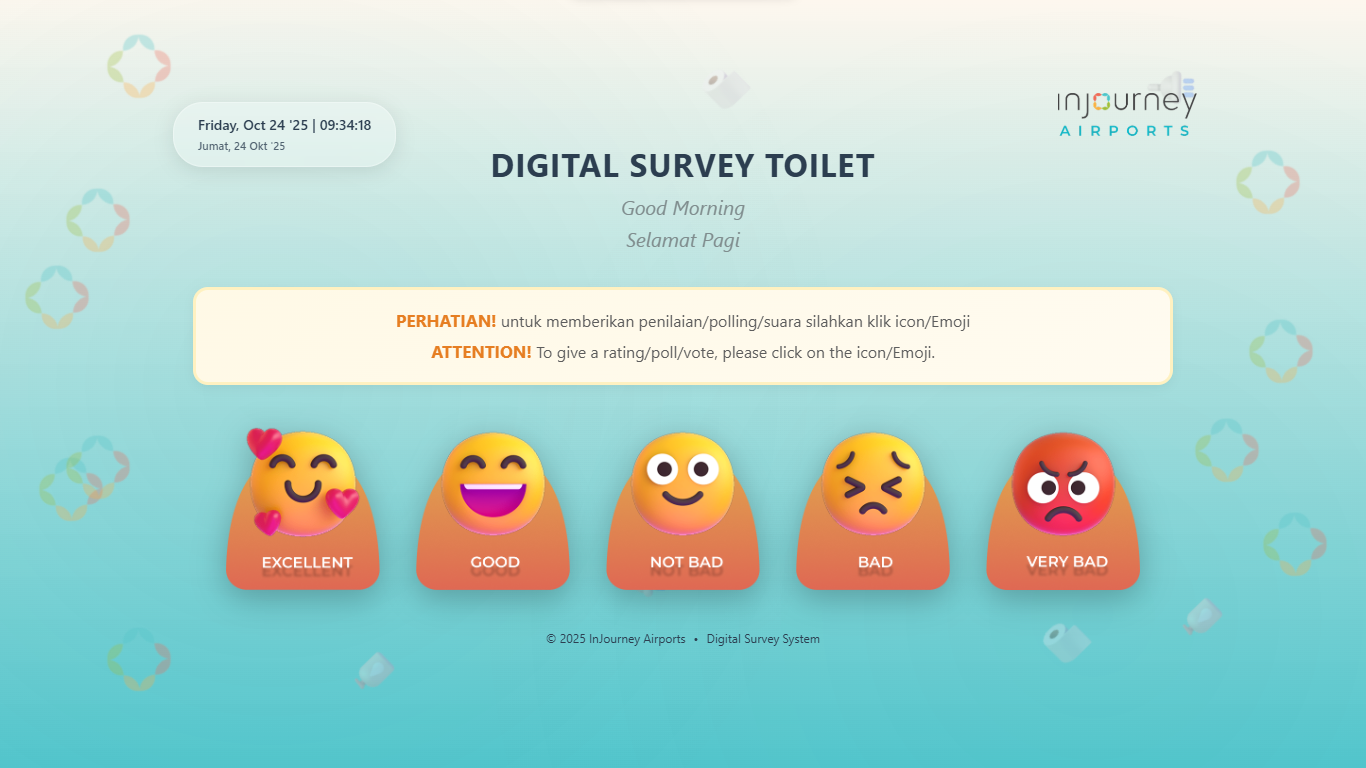 Friday, Oct 24 '25 | 09:34:18
Jumat, 24 Okt '25
injourney
AIRPORTS
DIGITAL SURVEY TOILET
Good Morning
Selamat Pagi
PERHATIAN! untuk memberikan penilaian/polling/suara silahkan klik icon/Emoji
ATTENTION! To give a rating/poll/vote, please click on the icon/Emoji.
EXCELLENT
GOOD
NOT BAD
BAD
VERY BAD
© 2025 InJourney Airports • Digital Survey System